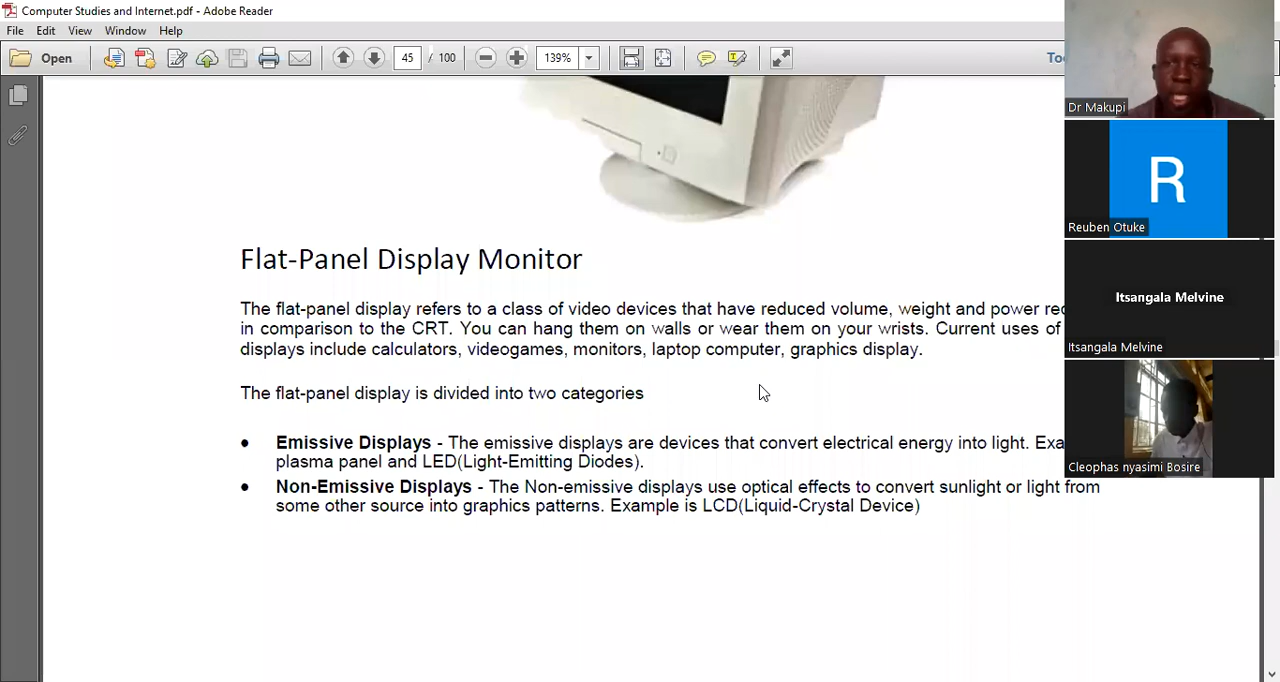 Computer Studies and Internet.pdf - Adobe Reader
File Edit View Window Help
Open 45 / 100 139%
Dr Makupi
R
Reuben Otuke
Itsangala Melvine
Itsangala Melvine
Cleophas nyasimi Bosire
Flat-Panel Display Monitor
The flat-panel display refers to a class of video devices that have reduced volume, weight and power
in comparison to the CRT. You can hang them on walls or wear them on your wrists. Current uses of
displays include calculators, videogames, monitors, laptop computer, graphics display.
The flat-panel display is divided into two categories
• Emissive Displays - The emissive displays are devices that convert electrical energy into light.
plasma panel and LED(Light-Emitting Diodes).
• Non-Emissive Displays - The Non-emissive displays use optical effects to convert sunlight or light from
some other source into graphics patterns. Example is LCD(Liquid-Crystal Device)